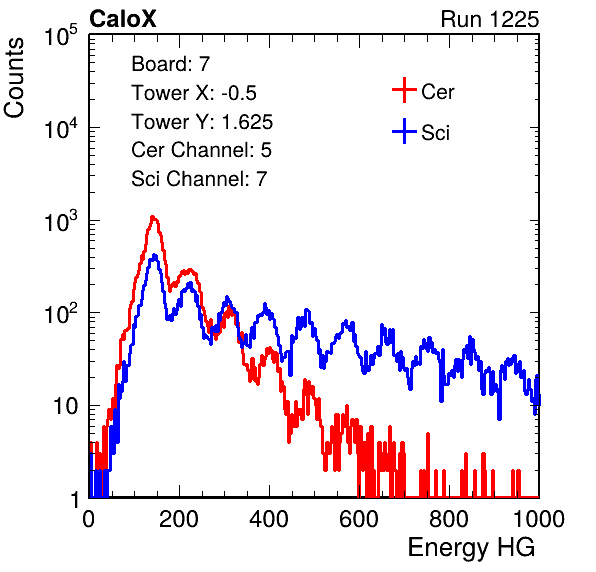 CaloX Run 1225
Counts
Board: 7
Tower X: -0.5
Tower Y: 1.625
Cer Channel: 5
Sci Channel: 7
Cer
Sci
10^5
10^4
10^3
10^2
10
1
0 200 400 600 800 1000
Energy HG